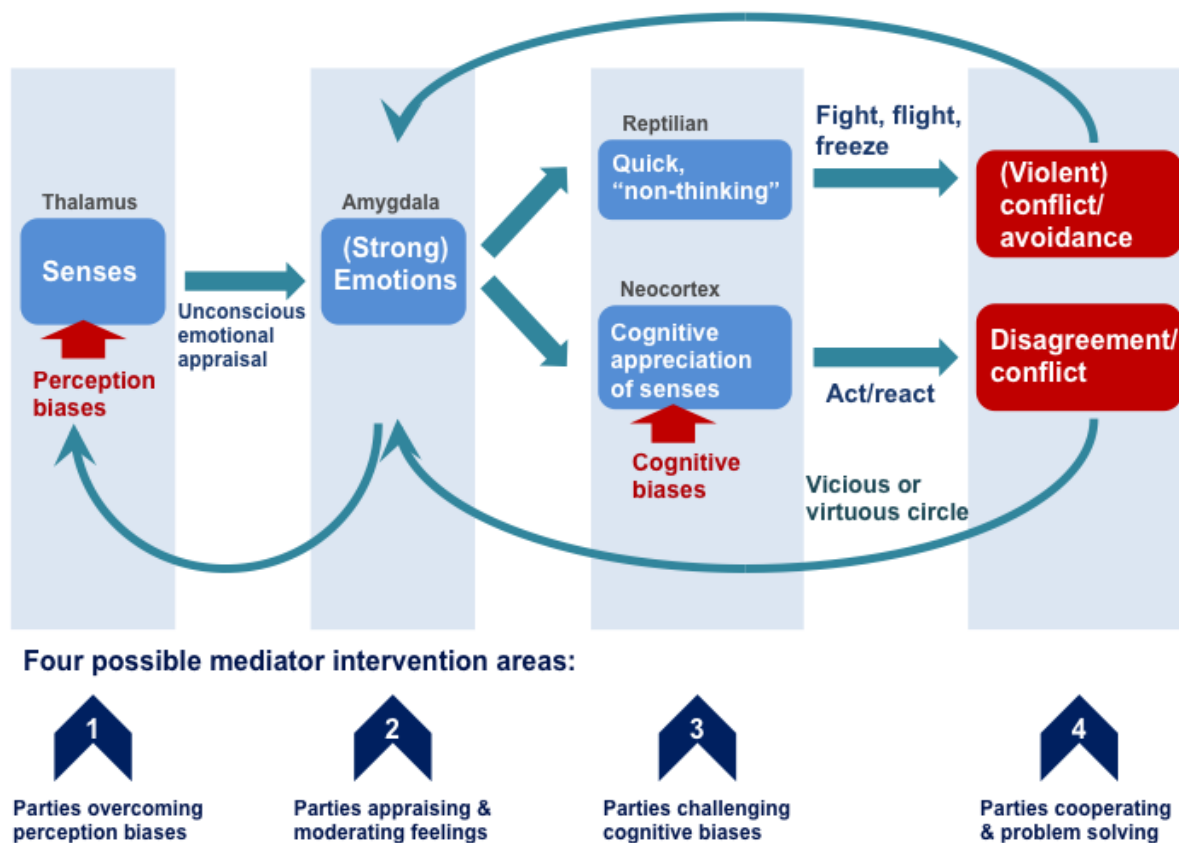 Thalamus
Senses
Unconscious
emotional
appraisal
Perception
biases
Amygdala
(Strong)
Emotions
Reptilian
Quick,
“non-thinking”
Neocortex
Cognitive
appreciation
of senses
Cognitive
biases
Fight, flight,
freeze
Act/react
Vicious or
virtuous circle
(Violent)
conflict/
avoidance
Disagreement/
conflict
Four possible mediator intervention areas:
1
Parties overcoming
perception biases
2
Parties appraising &
moderating feelings
3
Parties challenging
cognitive biases
4
Parties cooperating
& problem solving